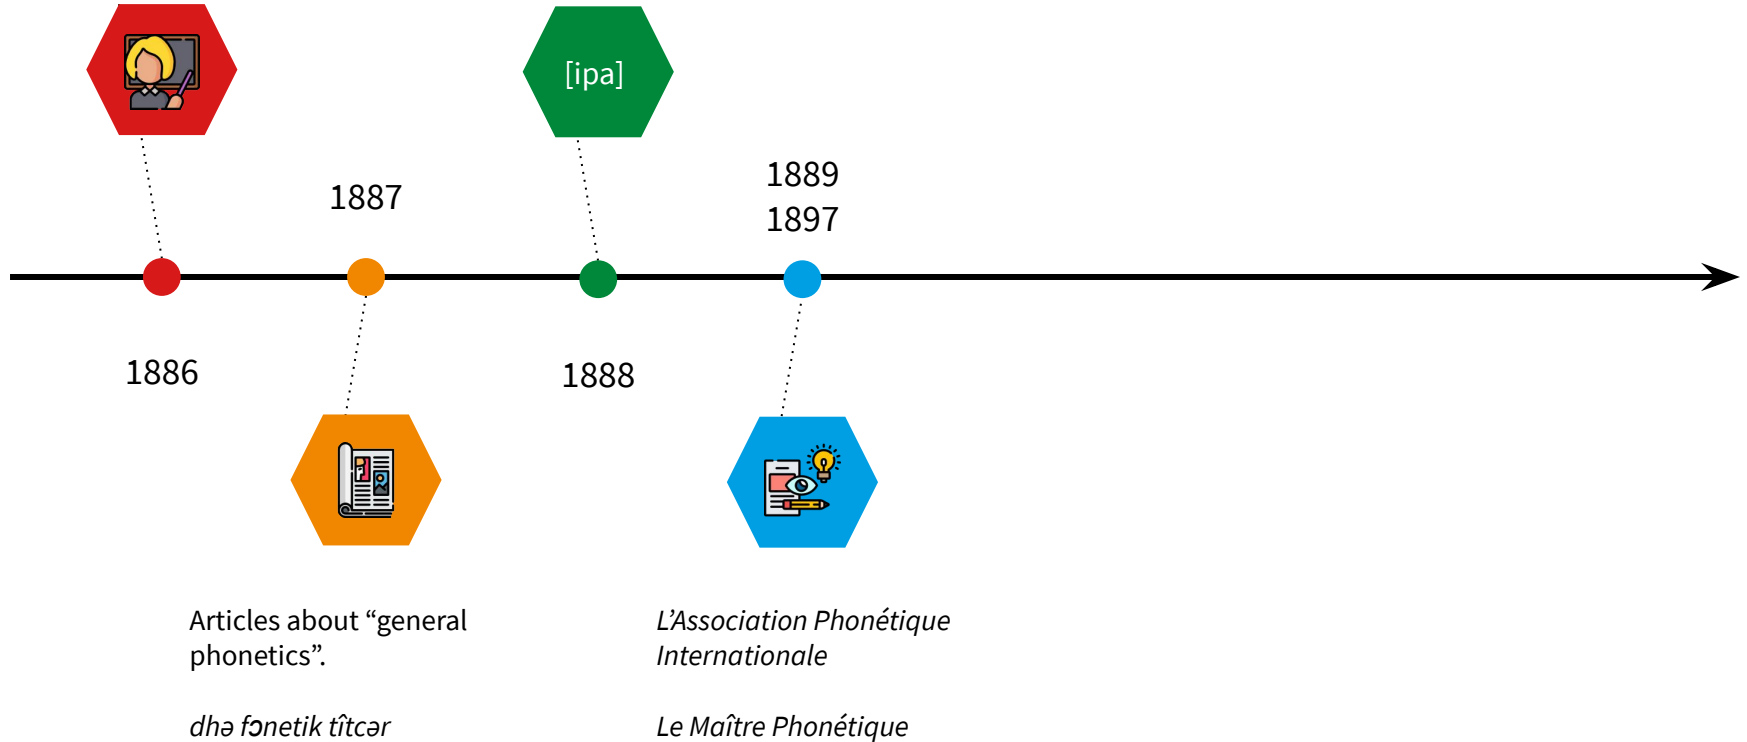 [ipa]
1887
1889
1897
1886
1888
Articles about “general
phonetics”.
dhə fɔnetik tîtcər
L’Association Phonétique
Internationale
Le Maître Phonétique